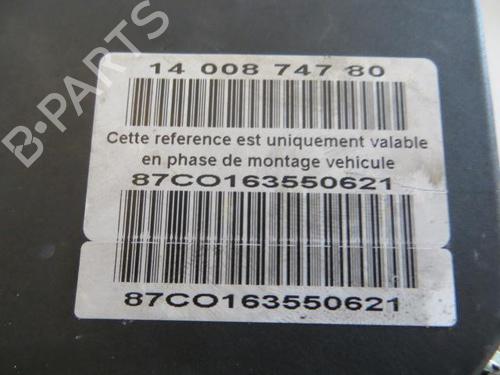 14 008 747 80
Cette reference est uniquement valable
en phase de montage vehicule
87CO163550621
87CO163550621
B-PARTS